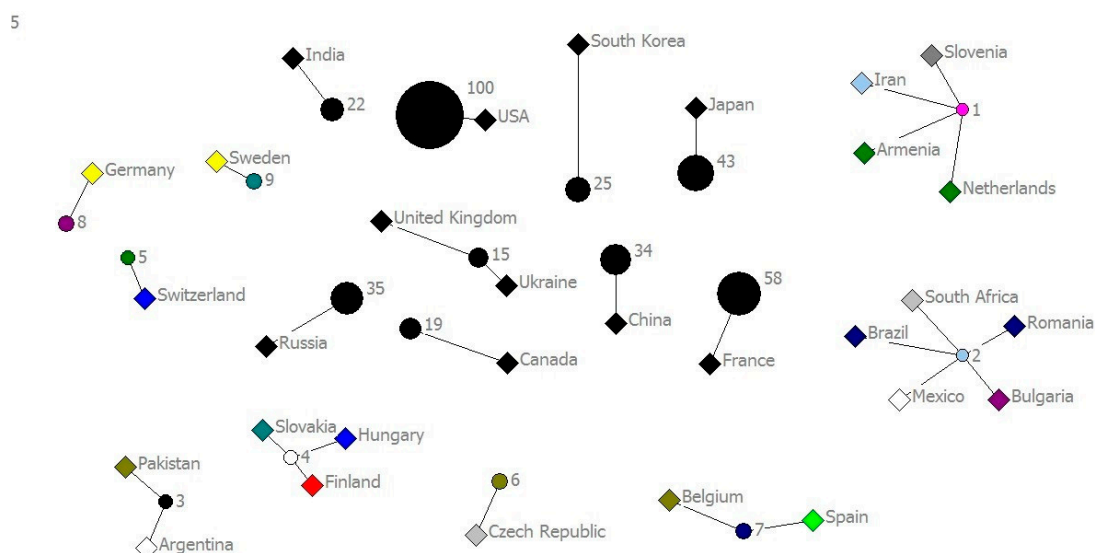 5
India
22
100
USA
South Korea
25
Japan
43
Slovenia
Iran
1
Armenia
Netherlands
Germany
8
Sweden
9
5
Switzerland
United Kingdom
15
Ukraine
35
Russia
19
Canada
34
China
58
France
South Africa
Romania
Brazil
2
Mexico
Bulgaria
Slovakia
Hungary
4
Finland
Pakistan
3
Argentina
6
Czech Republic
Belgium
7
Spain